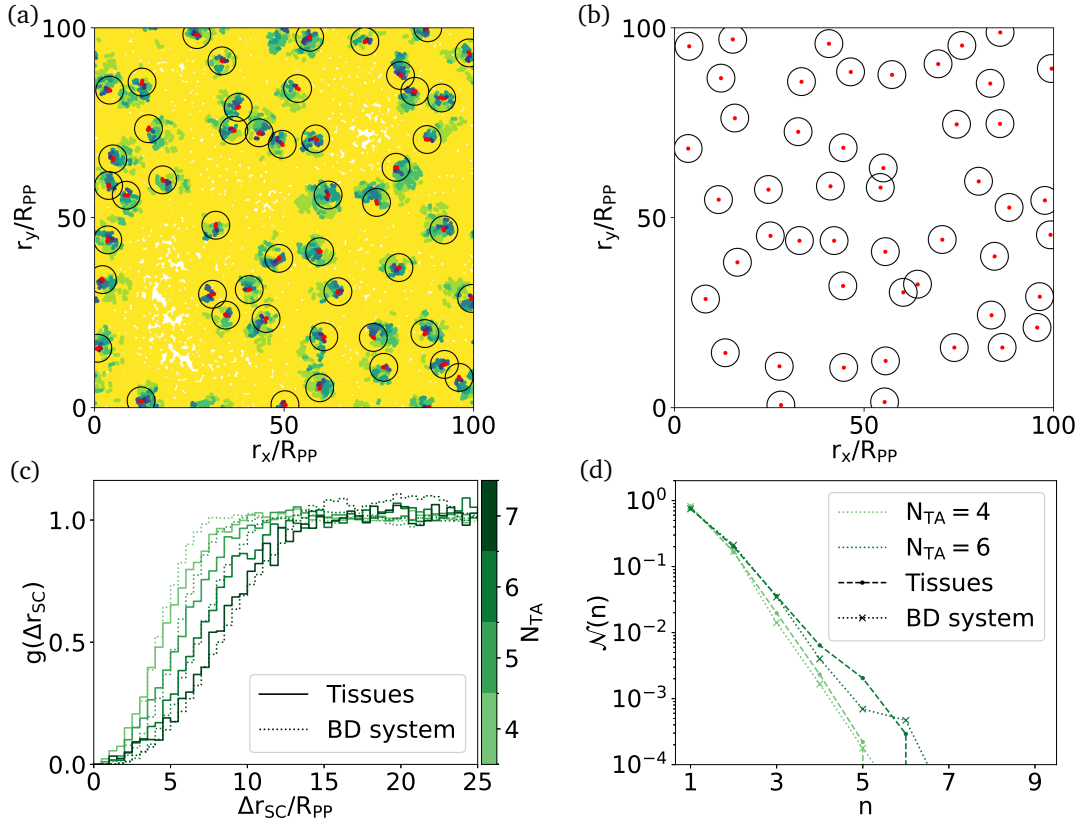 (a)
(b)
100
50
0
r_y/R_PP
0
50
100
r_x/R_PP
100
50
0
r_y/R_PP
0
50
100
r_x/R_PP
(c)
(d)
1.0
0.5
0.0
g(Δr_SC)
Tissues
BD system
0
5
10
15
20
25
Δr_SC/R_PP
7
6
5
4
N_TA
10^0
10^-1
10^-2
10^-3
10^-4
𝒩(n)
N_TA = 4
N_TA = 6
Tissues
BD system
1
3
5
7
9
n